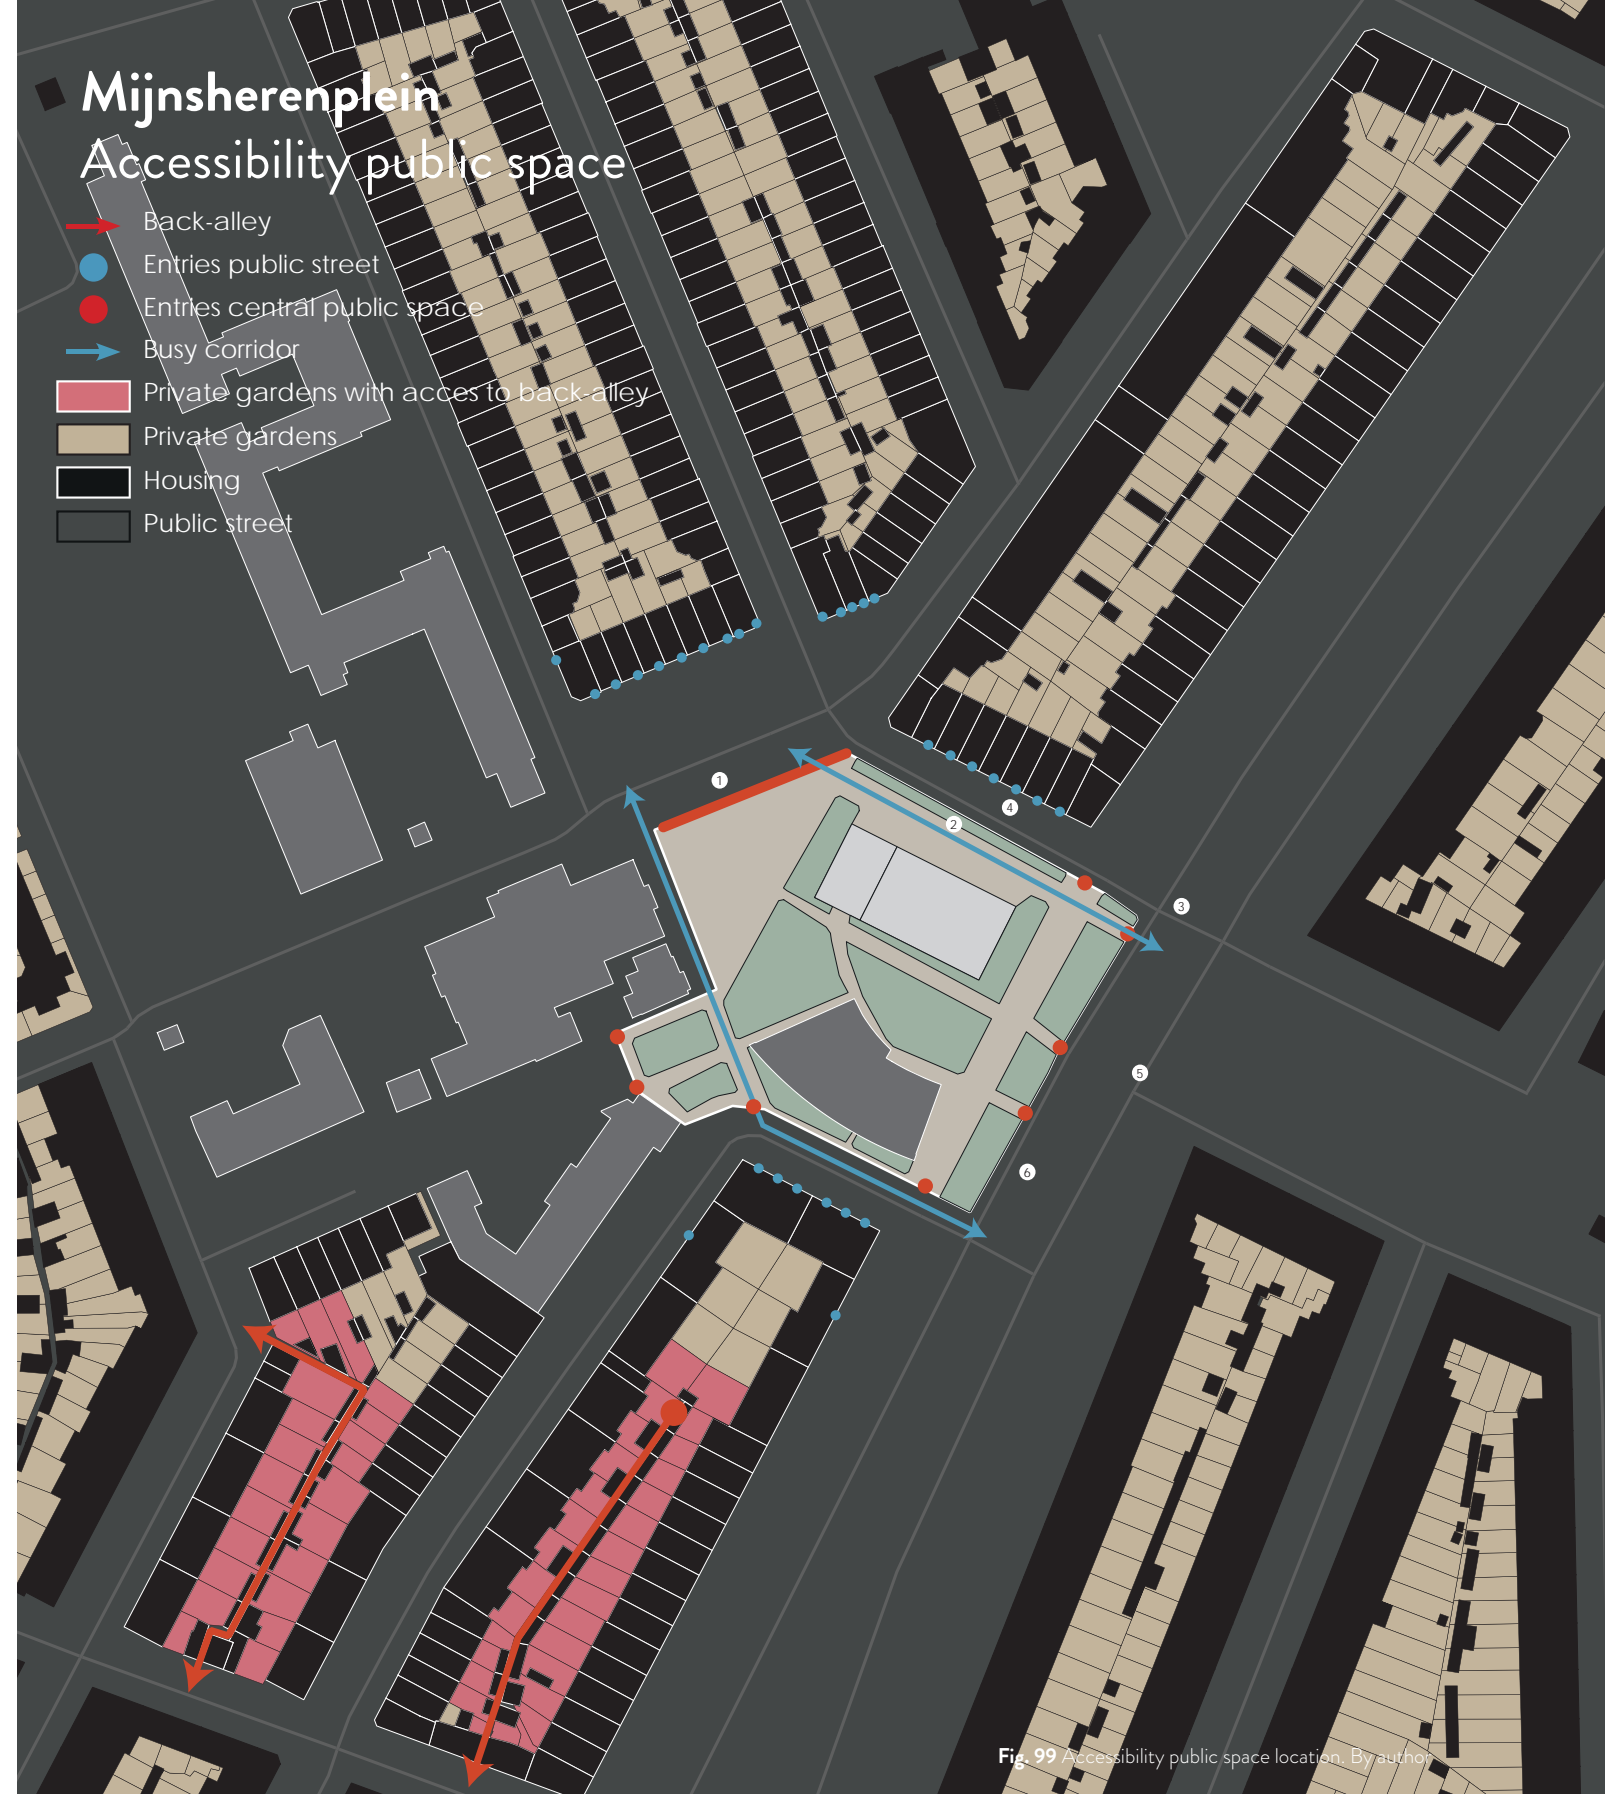 Mijnsherenplein
Accessibility public space
Back-alley
Entries public street
Entries central public space
Busy corridor
Private gardens with acces to back-alley
Private gardens
Housing
Public street
1
2
4
3
5
6
Fig. 99 Accessibility public space location. By author